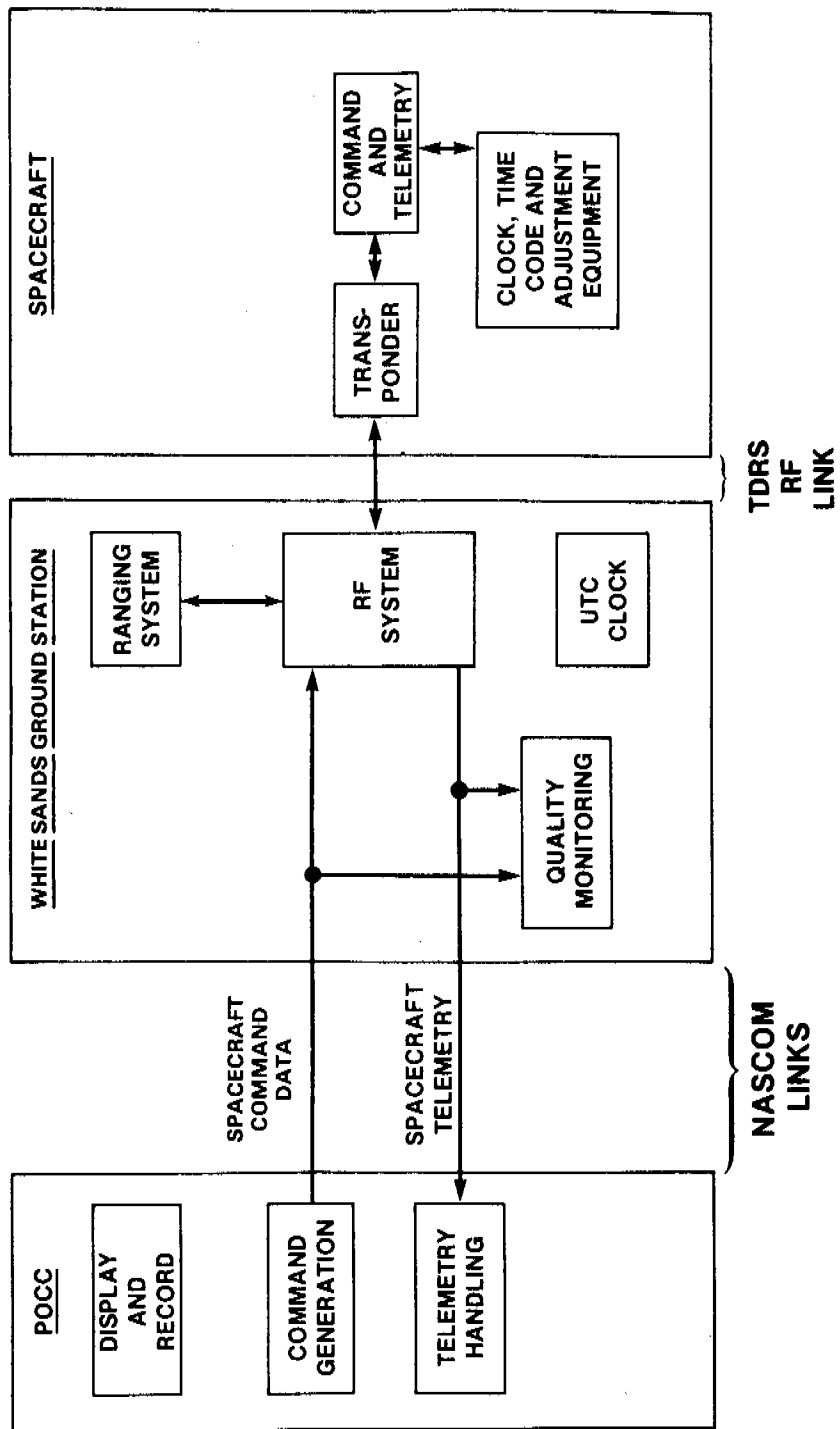 POCC
DISPLAY
AND
RECORD
COMMAND
GENERATION
TELEMETRY
HANDLING
SPACECRAFT
COMMAND
DATA
SPACECRAFT
TELEMETRY
NASCOM
LINKS
WHITE SANDS GROUND STATION
RANGING
SYSTEM
RF
SYSTEM
QUALITY
MONITORING
UTC
CLOCK
TDRS
RF
LINK
SPACECRAFT
TRANS-
PONDER
COMMAND
AND
TELEMETRY
CLOCK, TIME
CODE AND
ADJUSTMENT
EQUIPMENT